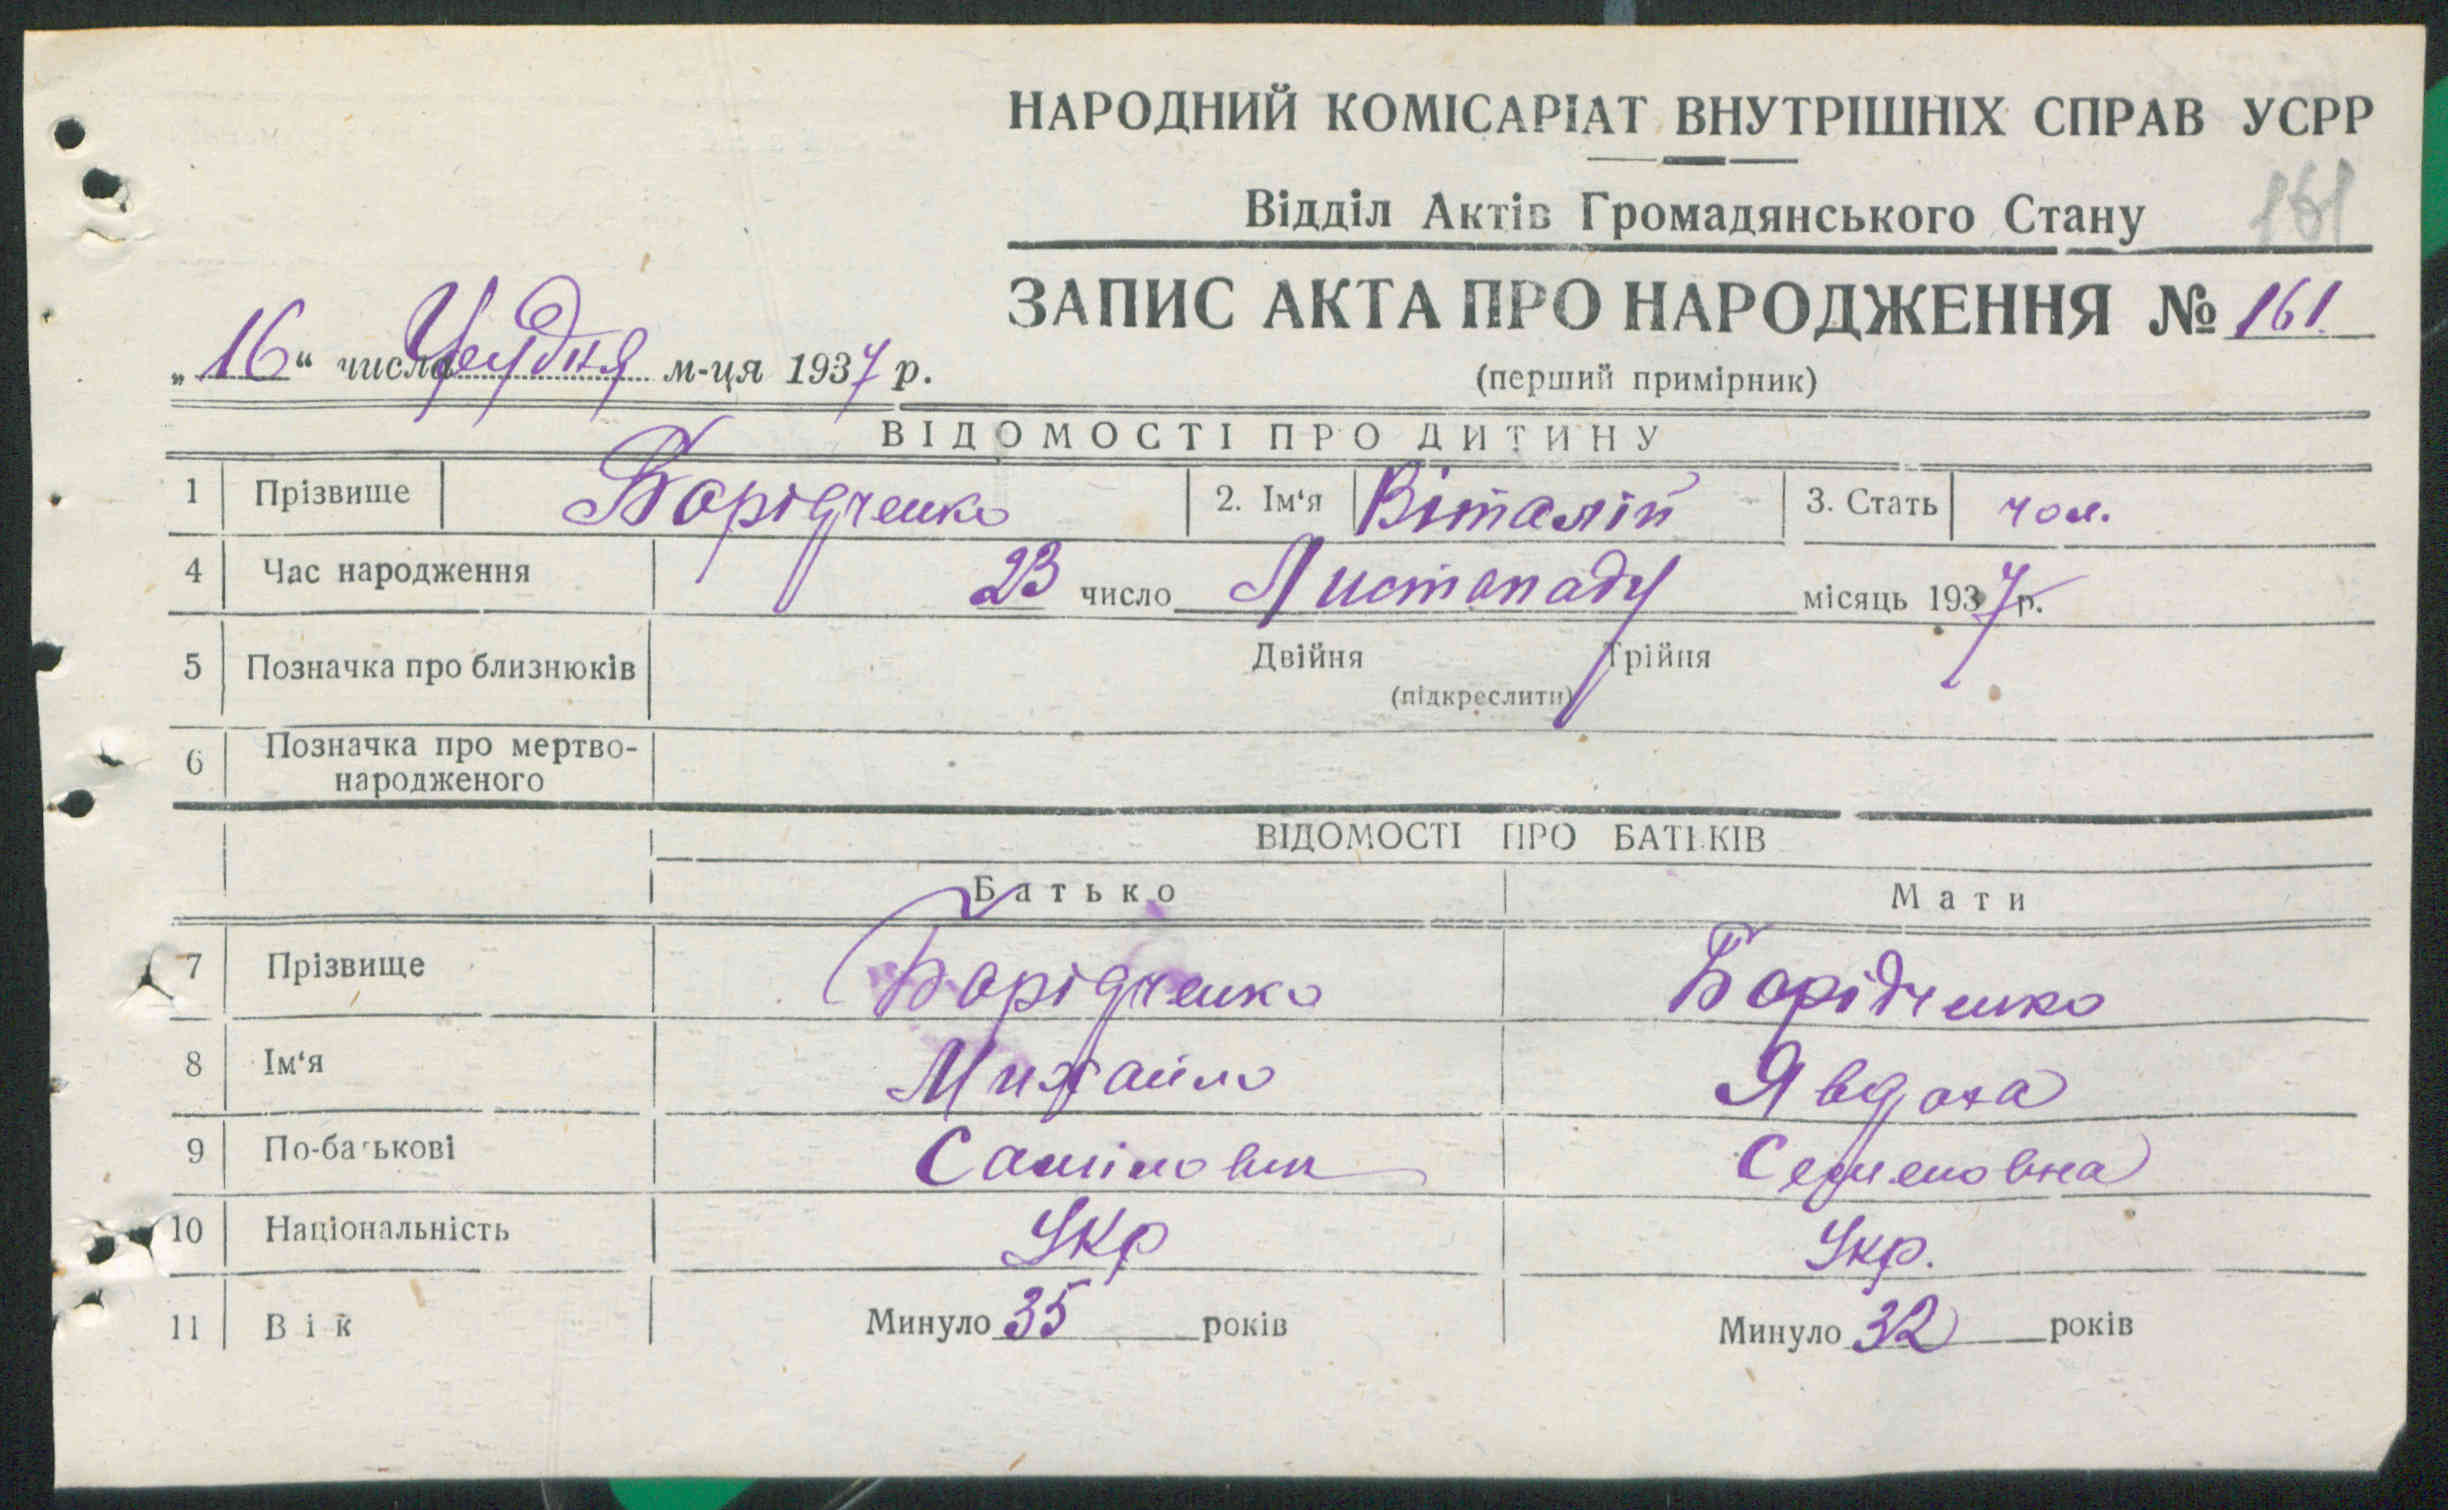 НАРОДНИЙ КОМІСАРІАТ ВНУТРІШНІХ СПРАВ УСРР
Відділ Актів Громадянського Стану
161
ЗАПИС АКТА ПРО НАРОДЖЕННЯ № 161
„16“ числа Грудня м-ця 1937 р.
(перший примірник)
ВІДОМОСТІ ПРО ДИТИНУ
1 Прізвище Борідченко 2. Ім‘я Віталій 3. Стать чол.
4 Час народження 23 число Листопаду місяць 1937р.
5 Позначка про близнюків Двійня Трійня
(підкреслити)
6 Позначка про мертво-
народженого
ВІДОМОСТІ ПРО БАТЬКІВ
Батько Мати
7 Прізвище Борідченко Борідченко
8 Ім‘я Михайло Явдоха
9 По-батькові Семеновна
10 Національність Укр Укр.
11 Вік Минуло 35 років Минуло 32 років